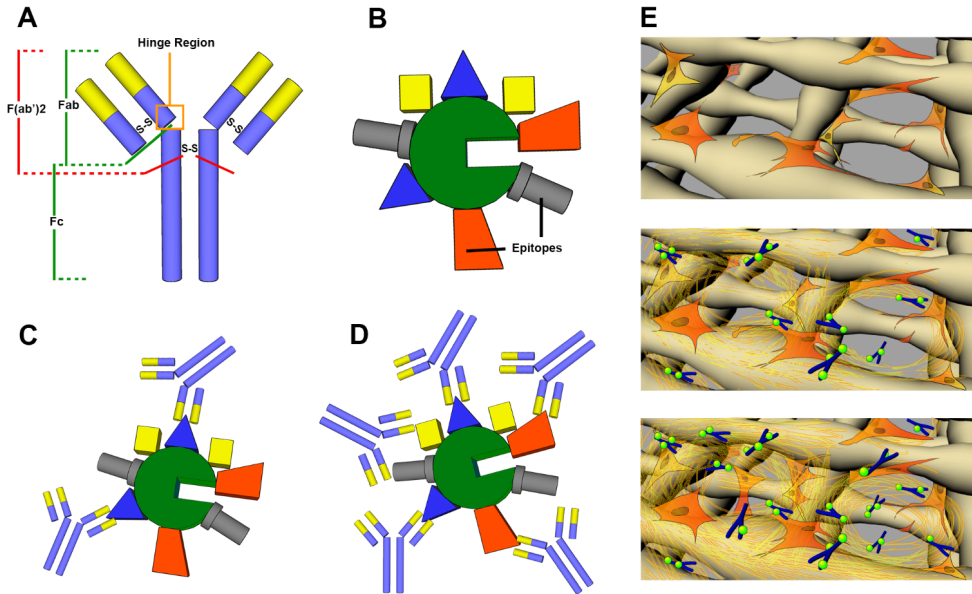 A
B
E
Hinge Region
F(ab')2
Fab
S-S
S-S
S-S
Fc
Epitopes
C
D